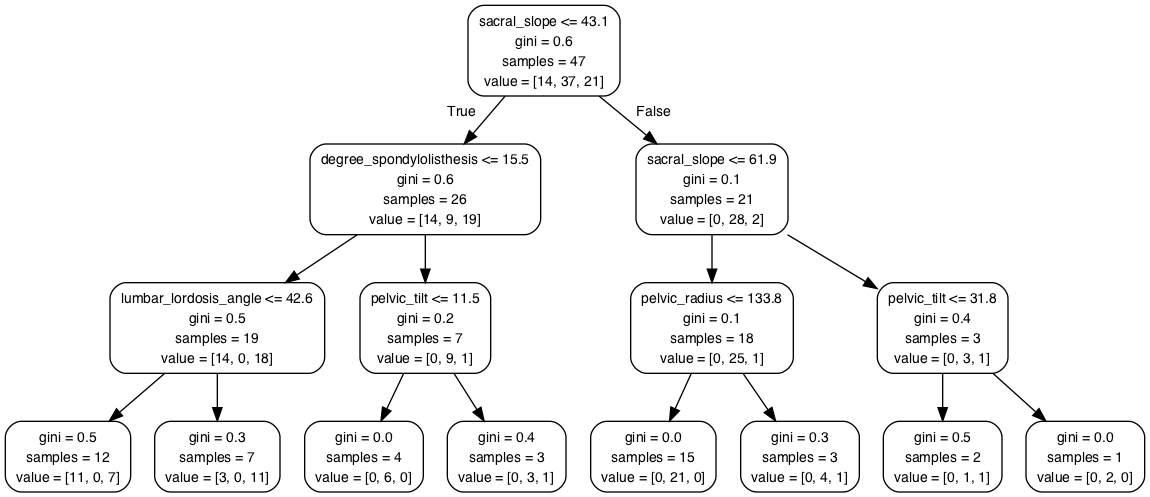 sacral_slope <= 43.1
gini = 0.6
samples = 47
value = [14, 37, 21]
True
False
degree_spondylolisthesis <= 15.5
gini = 0.6
samples = 26
value = [14, 9, 19]
sacral_slope <= 61.9
gini = 0.1
samples = 21
value = [0, 28, 2]
lumbar_lordosis_angle <= 42.6
gini = 0.5
samples = 19
value = [14, 0, 18]
pelvic_tilt <= 11.5
gini = 0.2
samples = 7
value = [0, 9, 1]
pelvic_radius <= 133.8
gini = 0.1
samples = 18
value = [0, 25, 1]
pelvic_tilt <= 31.8
gini = 0.4
samples = 3
value = [0, 3, 1]
gini = 0.5
samples = 12
value = [11, 0, 7]
gini = 0.3
samples = 7
value = [3, 0, 11]
gini = 0.0
samples = 4
value = [0, 6, 0]
gini = 0.4
samples = 3
value = [0, 3, 1]
gini = 0.0
samples = 15
value = [0, 21, 0]
gini = 0.3
samples = 3
value = [0, 4, 1]
gini = 0.5
samples = 2
value = [0, 1, 1]
gini = 0.0
samples = 1
value = [0, 2, 0]